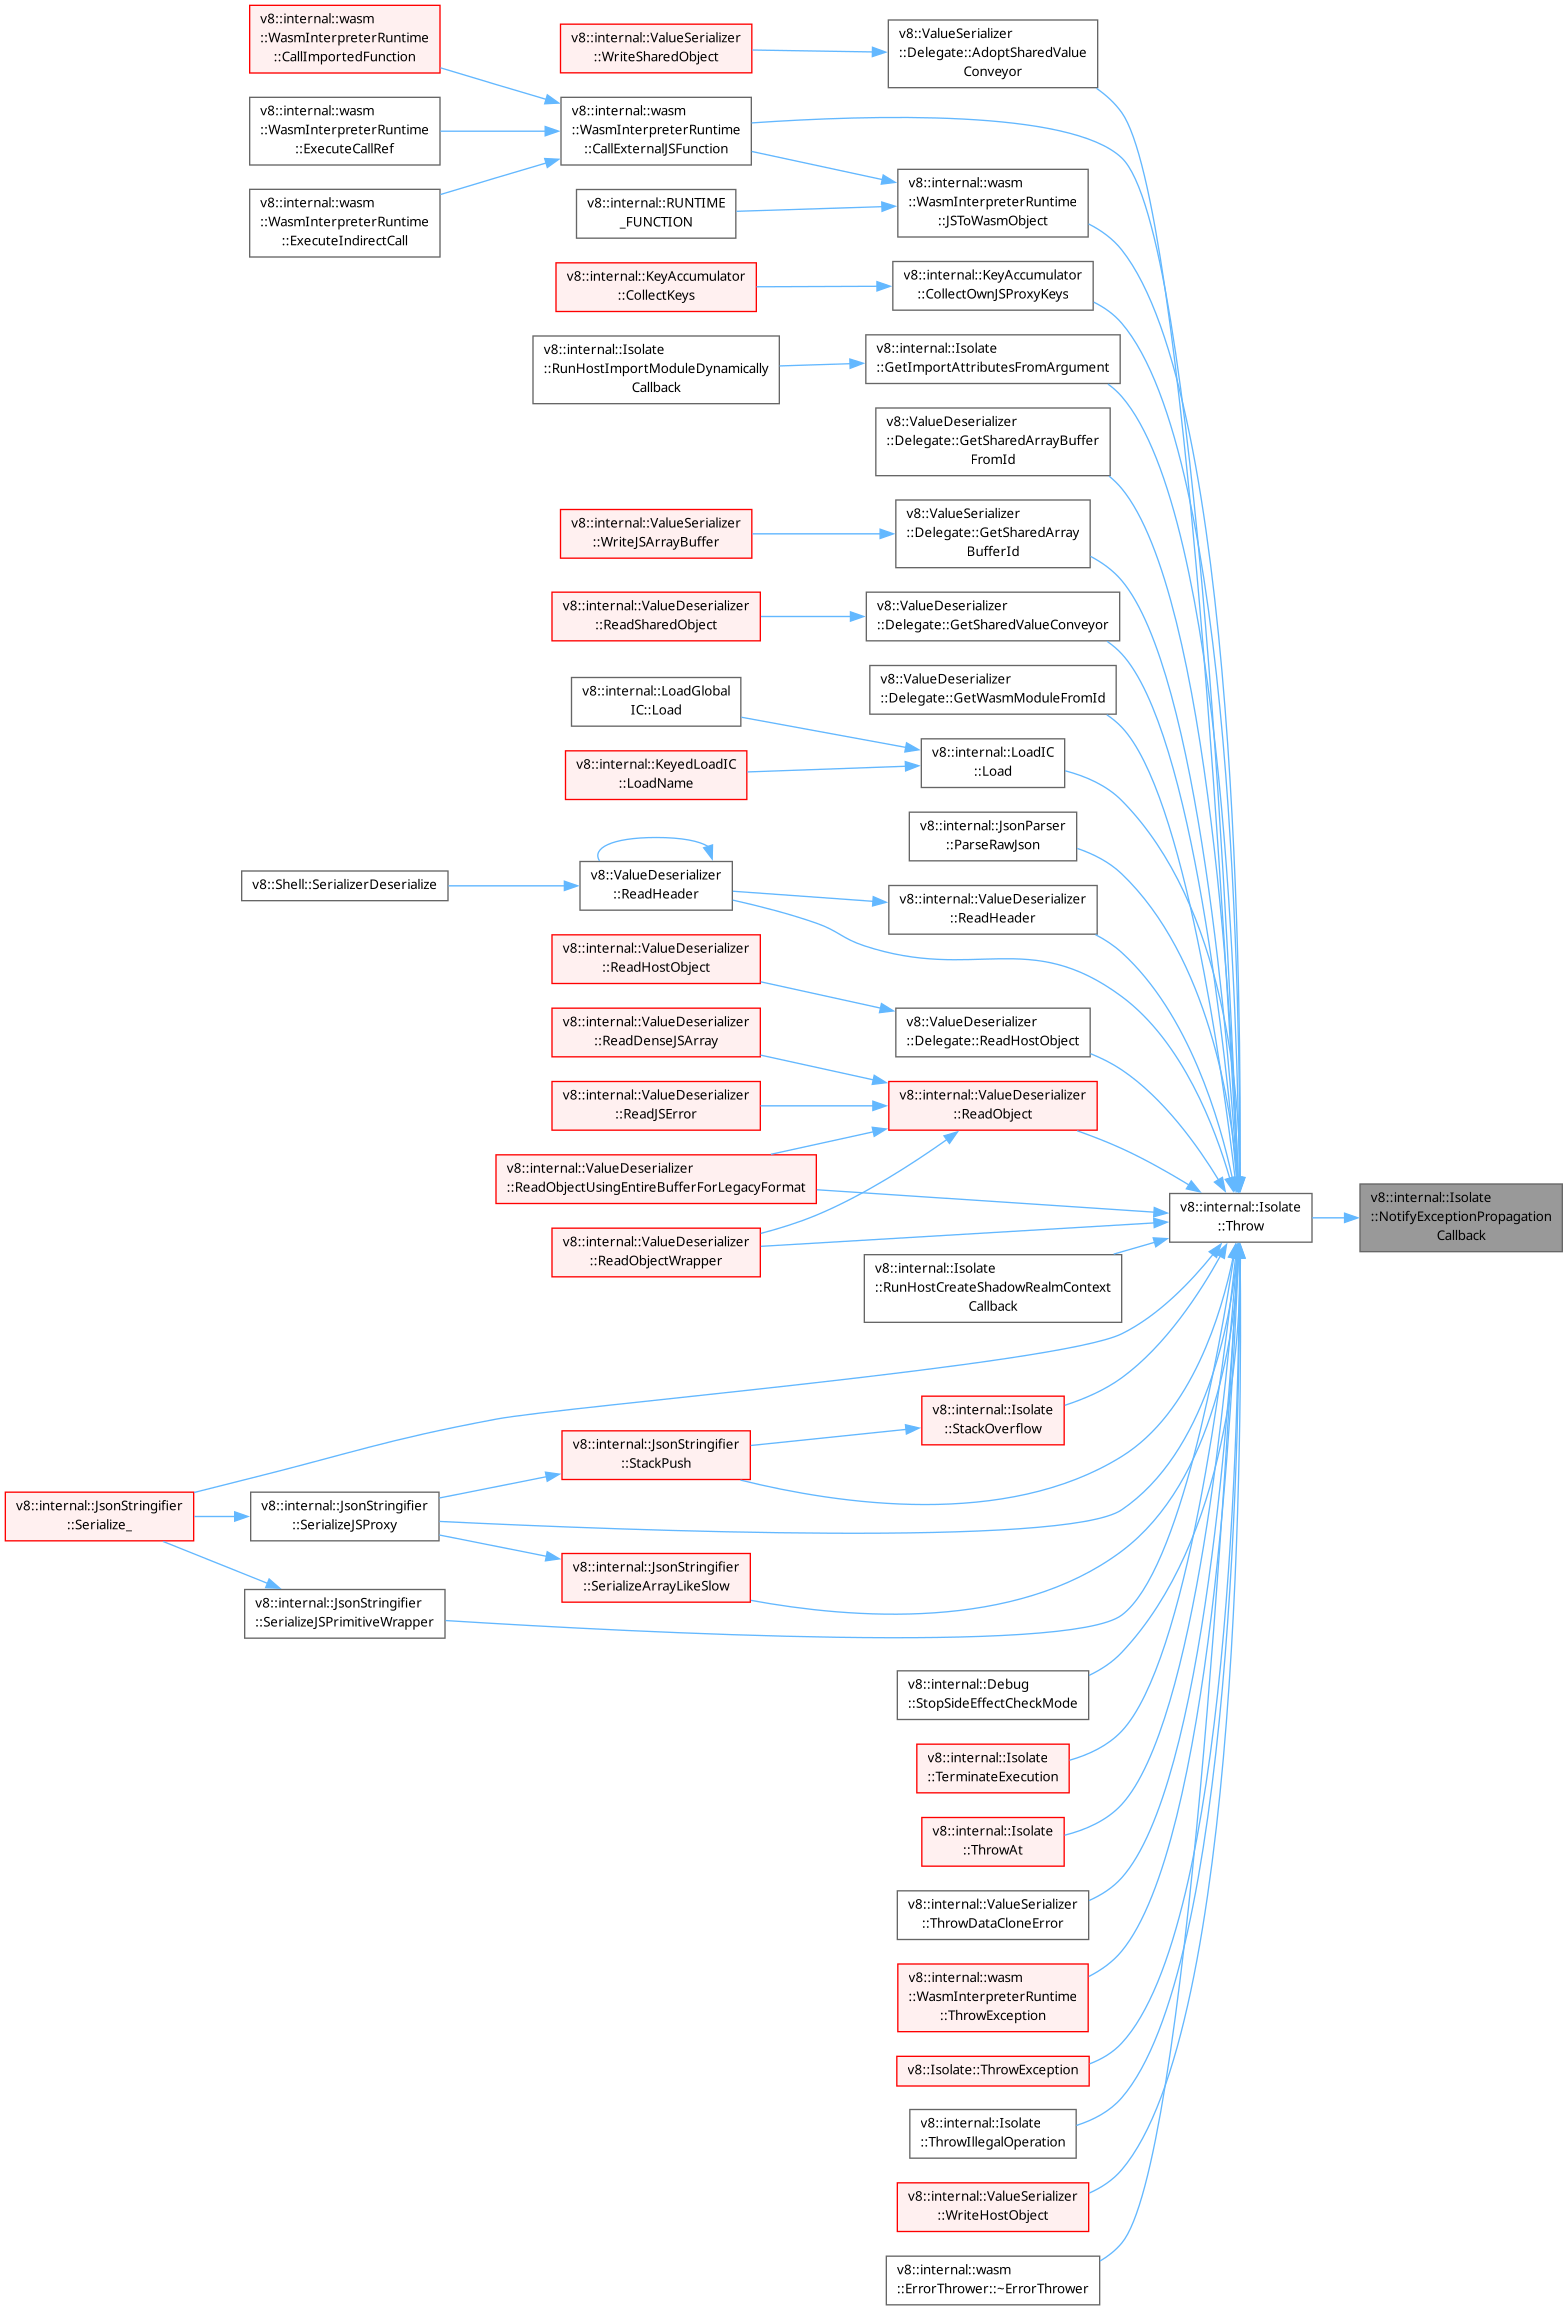 v8::internal::wasm
::WasmInterpreterRuntime
::CallImportedFunction
v8::internal::wasm
::WasmInterpreterRuntime
::ExecuteCallRef
v8::internal::wasm
::WasmInterpreterRuntime
::ExecuteIndirectCall
v8::Shell::SerializerDeserialize
v8::internal::JsonStringifier
::Serialize_
v8::internal::JsonStringifier
::SerializeJSProxy
v8::internal::JsonStringifier
::SerializeJSPrimitiveWrapper
v8::internal::ValueSerializer
::WriteSharedObject
v8::internal::wasm
::WasmInterpreterRuntime
::CallExternalJSFunction
v8::internal::RUNTIME
_FUNCTION
v8::internal::KeyAccumulator
::CollectKeys
v8::internal::Isolate
::RunHostImportModuleDynamically
Callback
v8::internal::ValueSerializer
::WriteJSArrayBuffer
v8::internal::ValueDeserializer
::ReadSharedObject
v8::internal::LoadGlobal
IC::Load
v8::internal::KeyedLoadIC
::LoadName
v8::ValueDeserializer
::ReadHeader
v8::internal::ValueDeserializer
::ReadHostObject
v8::internal::ValueDeserializer
::ReadDenseJSArray
v8::internal::ValueDeserializer
::ReadJSError
v8::internal::ValueDeserializer
::ReadObjectUsingEntireBufferForLegacyFormat
v8::internal::ValueDeserializer
::ReadObjectWrapper
v8::internal::JsonStringifier
::StackPush
v8::internal::JsonStringifier
::SerializeArrayLikeSlow
v8::ValueSerializer
::Delegate::AdoptSharedValue
Conveyor
v8::internal::wasm
::WasmInterpreterRuntime
::JSToWasmObject
v8::internal::KeyAccumulator
::CollectOwnJSProxyKeys
v8::internal::Isolate
::GetImportAttributesFromArgument
v8::ValueDeserializer
::Delegate::GetSharedArrayBuffer
FromId
v8::ValueSerializer
::Delegate::GetSharedArray
BufferId
v8::ValueDeserializer
::Delegate::GetSharedValueConveyor
v8::ValueDeserializer
::Delegate::GetWasmModuleFromId
v8::internal::LoadIC
::Load
v8::internal::JsonParser
::ParseRawJson
v8::internal::ValueDeserializer
::ReadHeader
v8::ValueDeserializer
::Delegate::ReadHostObject
v8::internal::ValueDeserializer
::ReadObject
v8::internal::Isolate
::RunHostCreateShadowRealmContext
Callback
v8::internal::Isolate
::StackOverflow
v8::internal::Debug
::StopSideEffectCheckMode
v8::internal::Isolate
::TerminateExecution
v8::internal::Isolate
::ThrowAt
v8::internal::ValueSerializer
::ThrowDataCloneError
v8::internal::wasm
::WasmInterpreterRuntime
::ThrowException
v8::Isolate::ThrowException
v8::internal::Isolate
::ThrowIllegalOperation
v8::internal::ValueSerializer
::WriteHostObject
v8::internal::wasm
::ErrorThrower::~ErrorThrower
v8::internal::Isolate
::Throw
v8::internal::Isolate
::NotifyExceptionPropagation
Callback